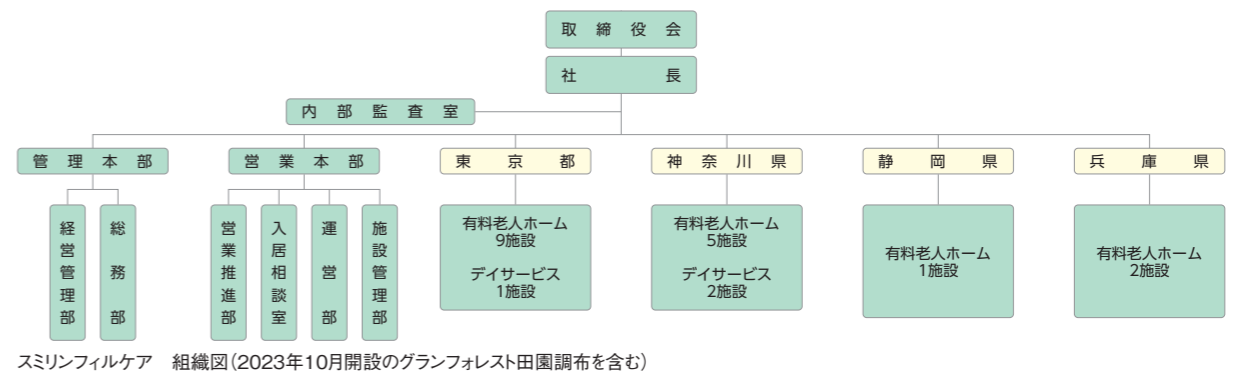 取締役会
社長
内部監査室
管理本部
営業本部
東京都
神奈川県
静岡県
兵庫県
経営管理部
総務部
営業推進部
入居相談室
運営部
施設管理部
有料老人ホーム
9施設
デイサービス
1施設
有料老人ホーム
5施設
デイサービス
2施設
有料老人ホーム
1施設
有料老人ホーム
2施設
スミリンフィルケア　組織図（2023年10月開設のグランフォレスト田園調布を含む）